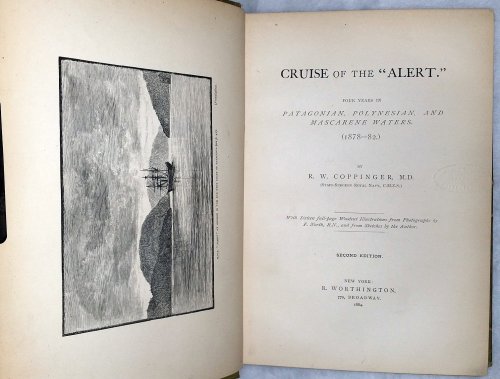 CRUISE OF THE "ALERT."
FOUR YEARS IN
PATAGONIAN, POLYNESIAN, AND
MASCARENE WATERS.
(1878–82.)
BY
R. W. COPPINGER, M.D.
(STAFF-SURGEON ROYAL NAVY, C.M.Z.S.)
With Sixteen full-page Woodcut Illustrations from Photographs by
F. North, R.N., and from Sketches by the Author.
SECOND EDITION.
NEW YORK:
R. WORTHINGTON,
770, BROADWAY.
1884.